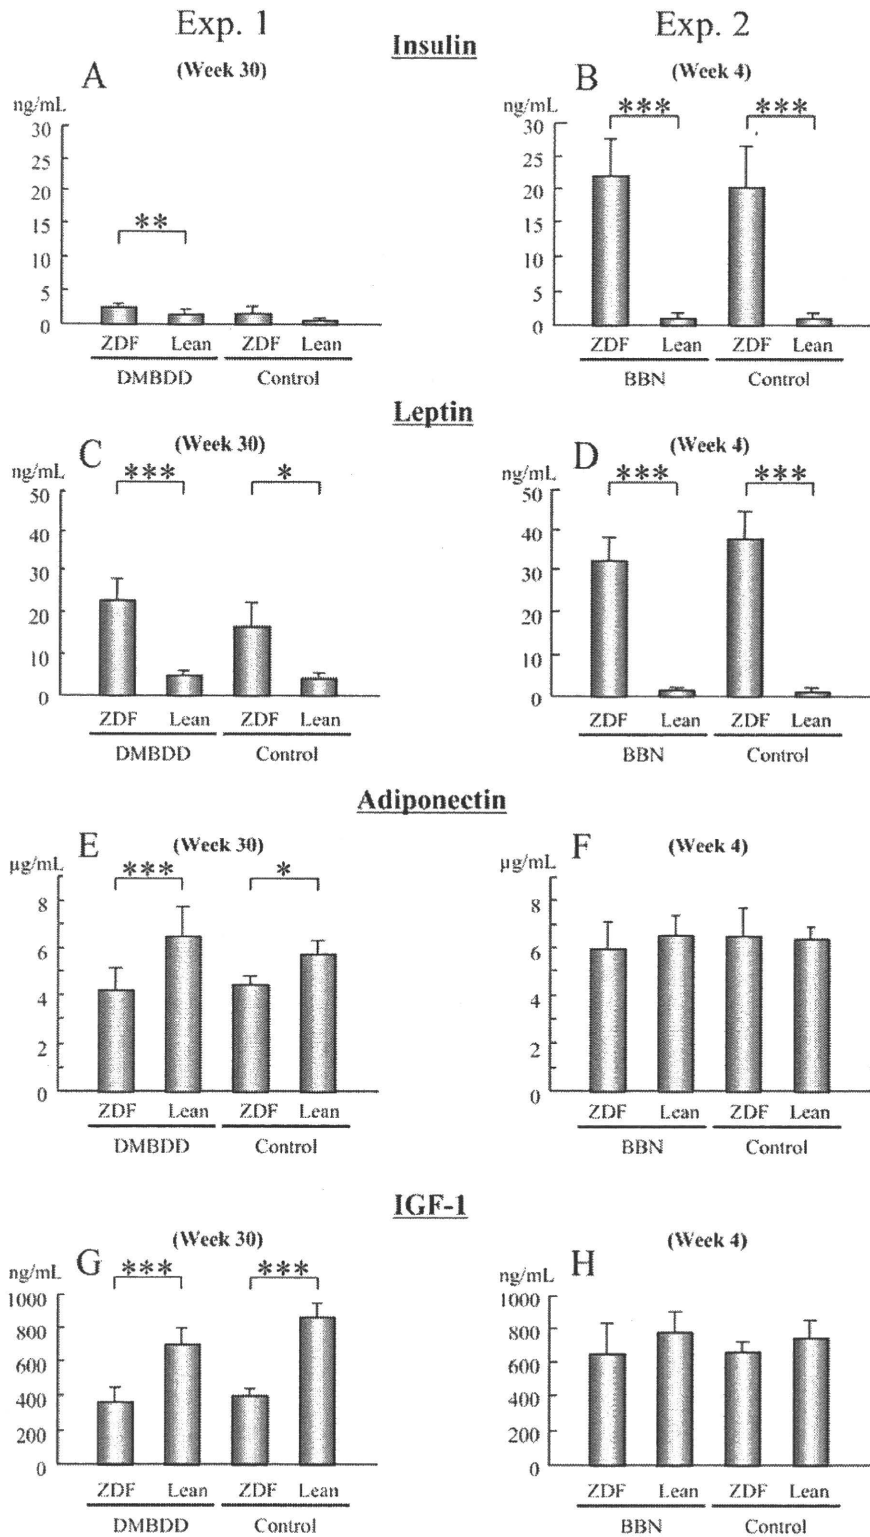 Exp. 1
Exp. 2
Insulin
A
(Week 30)
ng/mL
30
25
20
15
10
5
0
**
ZDF Lean ZDF Lean
DMBDD Control
B
(Week 4)
ng/mL
30
25
20
15
10
5
0
*** ***
ZDF Lean ZDF Lean
BBN Control
Leptin
C
(Week 30)
ng/mL
50
40
30
20
10
0
*** *
ZDF Lean ZDF Lean
DMBDD Control
D
(Week 4)
ng/mL
50
40
30
20
10
0
*** ***
ZDF Lean ZDF Lean
BBN Control
Adiponectin
E
(Week 30)
µg/mL
8
6
4
2
0
*** *
ZDF Lean ZDF Lean
DMBDD Control
F
(Week 4)
µg/mL
8
6
4
2
0
ZDF Lean ZDF Lean
BBN Control
IGF-1
G
(Week 30)
ng/mL
1000
800
600
400
200
0
*** ***
ZDF Lean ZDF Lean
DMBDD Control
H
(Week 4)
ng/mL
1000
800
600
400
200
0
ZDF Lean ZDF Lean
BBN Control